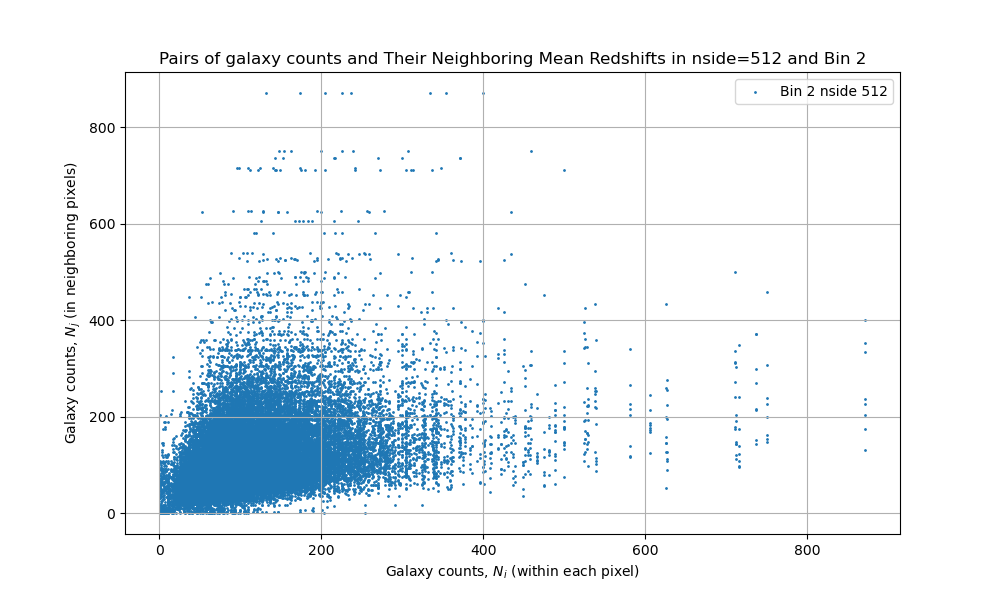 Pairs of galaxy counts and Their Neighboring Mean Redshifts in nside=512 and Bin 2
Bin 2 nside 512
800
600
400
200
0
Galaxy counts, N_j (in neighboring pixels)
0 200 400 600 800
Galaxy counts, N_i (within each pixel)